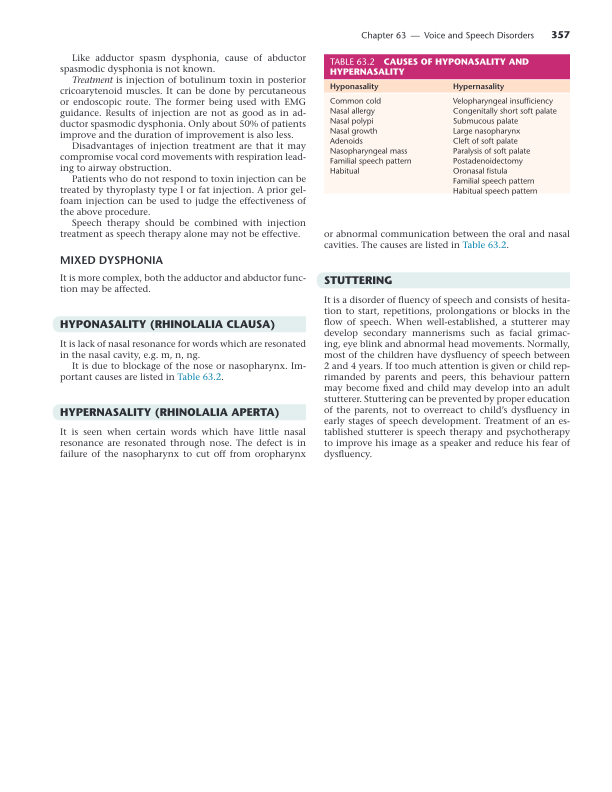 Chapter 63 — Voice and Speech Disorders 357
Like adductor spasm dysphonia, cause of abductor
spasmodic dysphonia is not known.
Treatment is injection of botulinum toxin in posterior
cricoarytenoid muscles. It can be done by percutaneous
or endoscopic route. The former being used with EMG
guidance. Results of injection are not as good as in ad-
ductor spasmodic dysphonia. Only about 50% of patients
improve and the duration of improvement is also less.
Disadvantages of injection treatment are that it may
compromise vocal cord movements with respiration lead-
ing to airway obstruction.
Patients who do not respond to toxin injection can be
treated by thyroplasty type I or fat injection. A prior gel-
foam injection can be used to judge the effectiveness of
the above procedure.
Speech therapy should be combined with injection
treatment as speech therapy alone may not be effective.
MIXED DYSPHONIA
It is more complex, both the adductor and abductor func-
tion may be affected.
HYPONASALITY (RHINOLALIA CLAUSA)
It is lack of nasal resonance for words which are resonated
in the nasal cavity, e.g. m, n, ng.
It is due to blockage of the nose or nasopharynx. Im-
portant causes are listed in Table 63.2.
HYPERNASALITY (RHINOLALIA APERTA)
It is seen when certain words which have little nasal
resonance are resonated through nose. The defect is in
failure of the nasopharynx to cut off from oropharynx
TABLE 63.2 CAUSES OF HYPONASALITY AND
HYPERNASALITY
Hyponasality Hypernasality
Common cold Velopharyngeal insufficiency
Nasal allergy Congenitally short soft palate
Nasal polypi Submucous palate
Nasal growth Large nasopharynx
Adenoids Cleft of soft palate
Nasopharyngeal mass Paralysis of soft palate
Familial speech pattern Postadenoidectomy
Habitual Oronasal fistula
Familial speech pattern
Habitual speech pattern
or abnormal communication between the oral and nasal
cavities. The causes are listed in Table 63.2.
STUTTERING
It is a disorder of fluency of speech and consists of hesita-
tion to start, repetitions, prolongations or blocks in the
flow of speech. When well-established, a stutterer may
develop secondary mannerisms such as facial grimac-
ing, eye blink and abnormal head movements. Normally,
most of the children have dysfluency of speech between
2 and 4 years. If too much attention is given or child rep-
rimanded by parents and peers, this behaviour pattern
may become fixed and child may develop into an adult
stutterer. Stuttering can be prevented by proper education
of the parents, not to overreact to child's dysfluency in
early stages of speech development. Treatment of an es-
tablished stutterer is speech therapy and psychotherapy
to improve his image as a speaker and reduce his fear of
dysfluency.